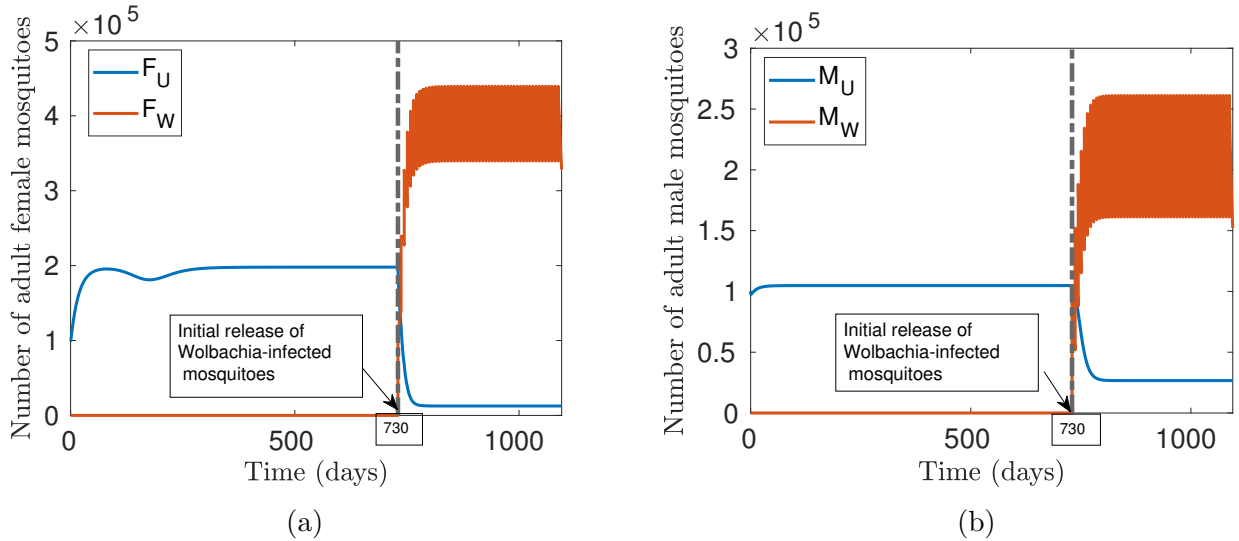 ×10^5
Number of adult female mosquitoes
5
4
3
2
1
0
F_U
F_W
Initial release of
Wolbachia-infected
mosquitoes
730
0
500
1000
Time (days)
(a)
×10^5
Number of adult male mosquitoes
3
2.5
2
1.5
1
0.5
0
M_U
M_W
Initial release of
Wolbachia-infected
mosquitoes
730
0
500
1000
Time (days)
(b)